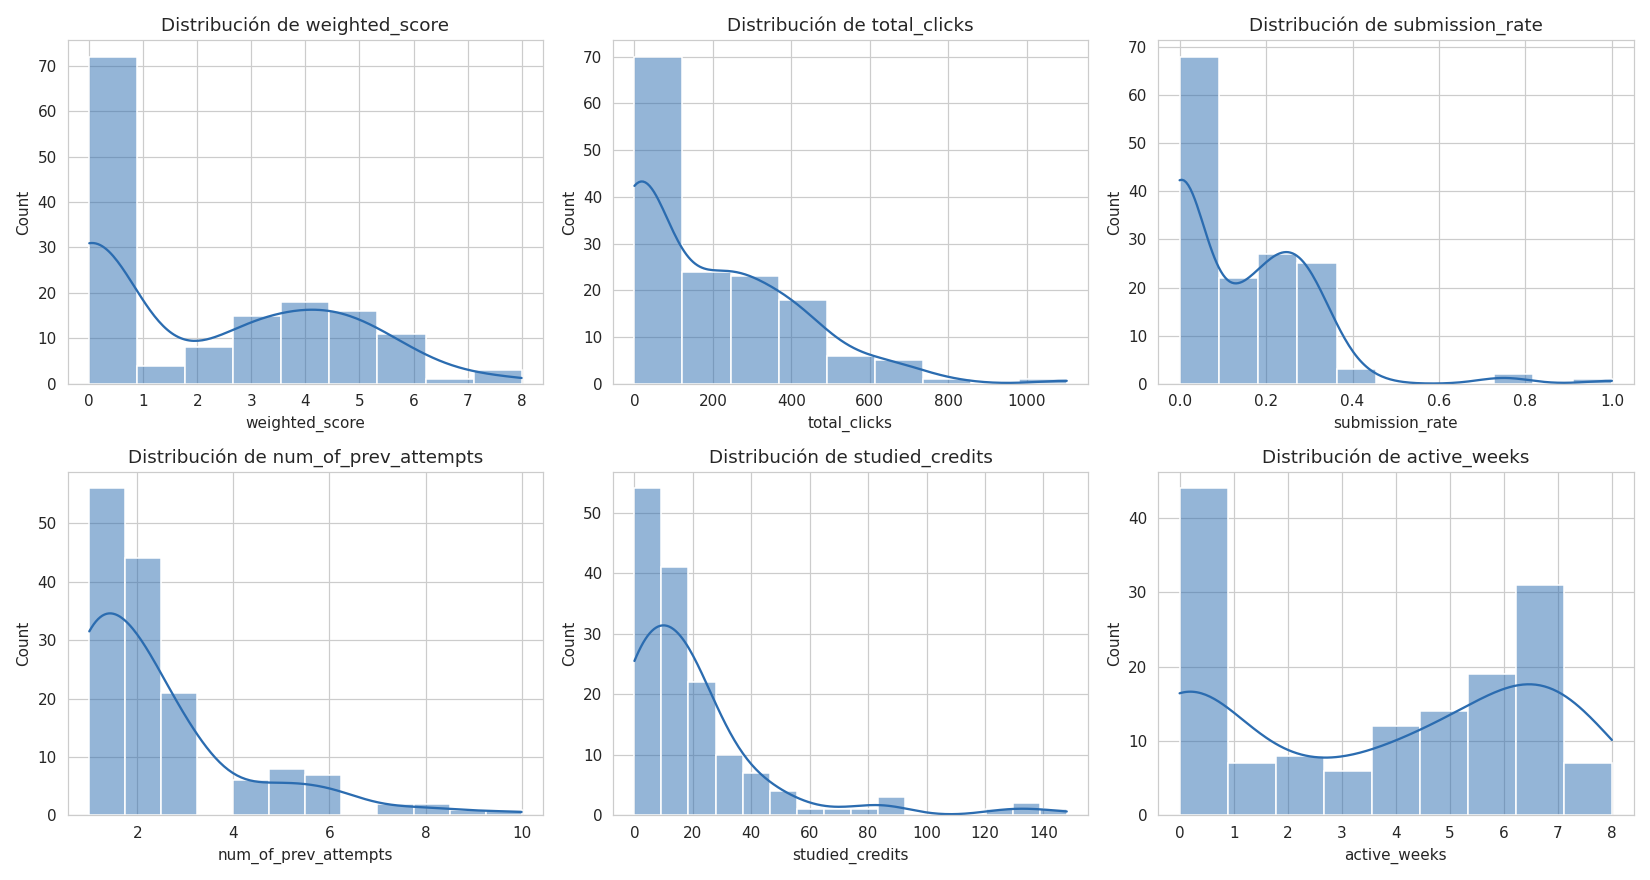 Distribución de weighted_score
Count
70
60
50
40
30
20
10
0
0 1 2 3 4 5 6 7 8
weighted_score
Distribución de total_clicks
Count
70
60
50
40
30
20
10
0
0 200 400 600 800 1000
total_clicks
Distribución de submission_rate
Count
70
60
50
40
30
20
10
0
0.0 0.2 0.4 0.6 0.8 1.0
submission_rate
Distribución de num_of_prev_attempts
Count
50
40
30
20
10
0
2 4 6 8 10
num_of_prev_attempts
Distribución de studied_credits
Count
50
40
30
20
10
0
0 20 40 60 80 100 120 140
studied_credits
Distribución de active_weeks
Count
40
30
20
10
0
0 1 2 3 4 5 6 7 8
active_weeks